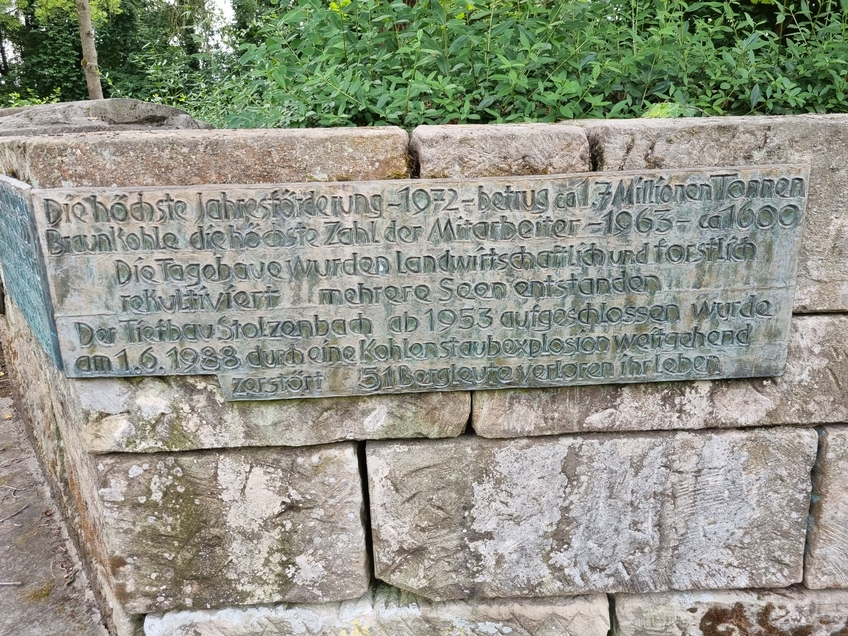 Die höchste Jahresförderung - 1972 - betrug ca 1,7 Millionen Tonnen
Braunkohle die höchste Zahl der Mitarbeiter - 1963 - ca 1600
Die Tagebaue wurden landwirtschaftlich und forstlich
rekultiviert mehrere Seen entstanden
Der Tiefbau Stolzenbach ab 1953 aufgeschlossen wurde
am 1.6.1988 durch eine Kohlenstaubexplosion weitgehend
zerstört 51 Bergleute verloren ihr Leben